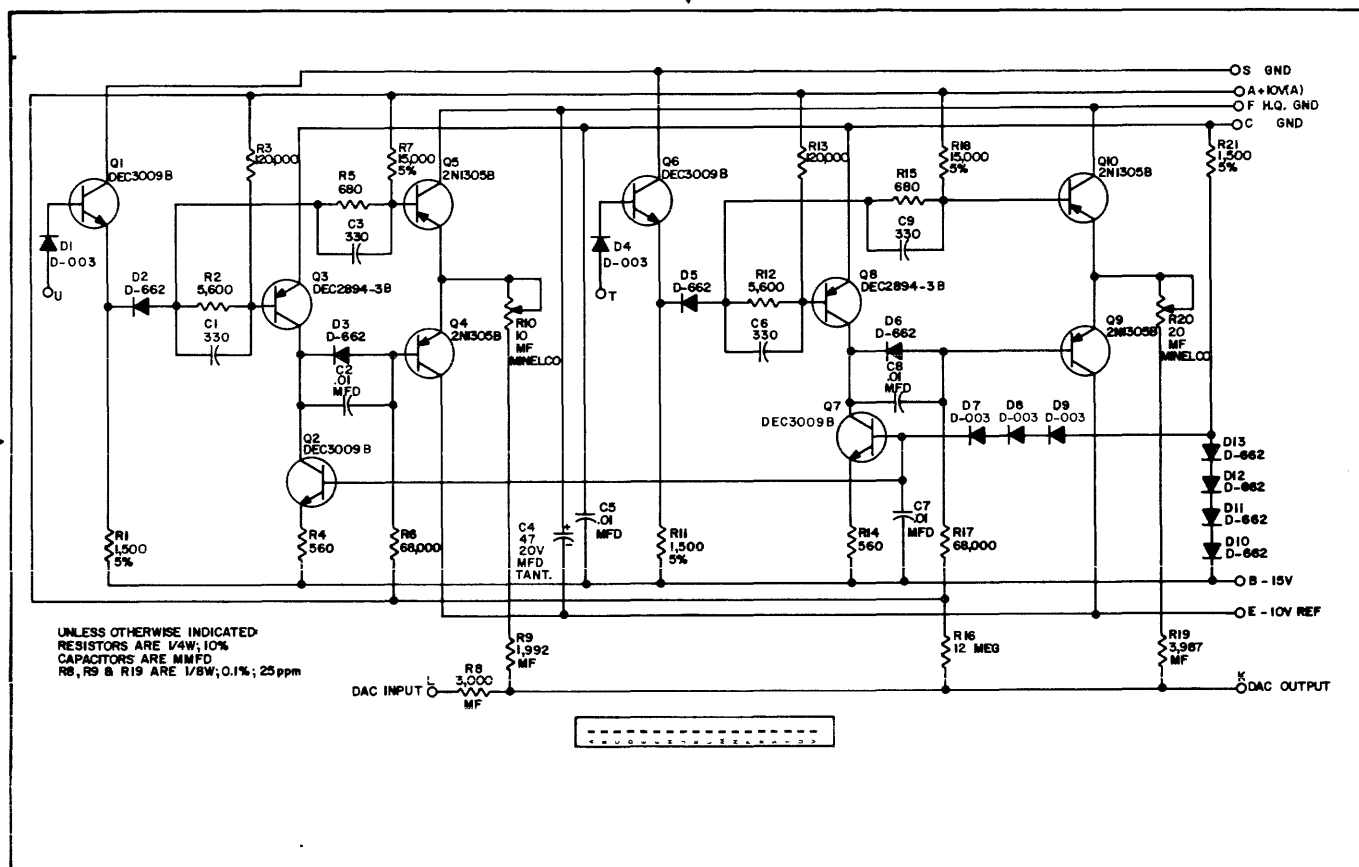 S GND
A+10V(A)
F H.Q. GND
C GND
R21
1,500
5%
R3
120,000
R7
15,000
5%
Q5
2N1305B
Q1
DEC3009B
R5
680
C3
330
D1
D-003
U
D2
D-662
R2
5,600
C1
330
Q3
DEC2894-3B
D3
D-662
C2
.01
MFD
Q4
2N1305B
R10
10
MF
MINELCO
Q2
DEC3009B
R1
1,500
5%
R4
560
R6
68,000
C4
47
20V
MFD
TANT.
C5
.01
MFD
Q6
DEC3009B
R13
120,000
R18
15,000
5%
R15
680
C9
330
Q10
2N1305B
D4
D-003
T
D5
D-662
R12
5,600
C6
330
Q8
DEC2894-3B
D6
D-662
C8
.01
MFD
Q9
2N1305B
R20
20
MF
MINELCO
Q7
DEC3009B
D7
D-003
D8
D-003
D9
D-003
D13
D-662
D12
D-662
D11
D-662
D10
D-662
R11
1,500
5%
R14
560
C7
.01
MFD
R17
68,000
B -15V
E -10V REF
UNLESS OTHERWISE INDICATED:
RESISTORS ARE 1/4W; 10%
CAPACITORS ARE MMFD
R8, R9 & R19 ARE 1/8W; 0.1%; 25ppm
R9
1,992
MF
R16
12 MEG
R19
3,987
MF
DAC INPUT L
R8
3,000
MF
K
DAC OUTPUT